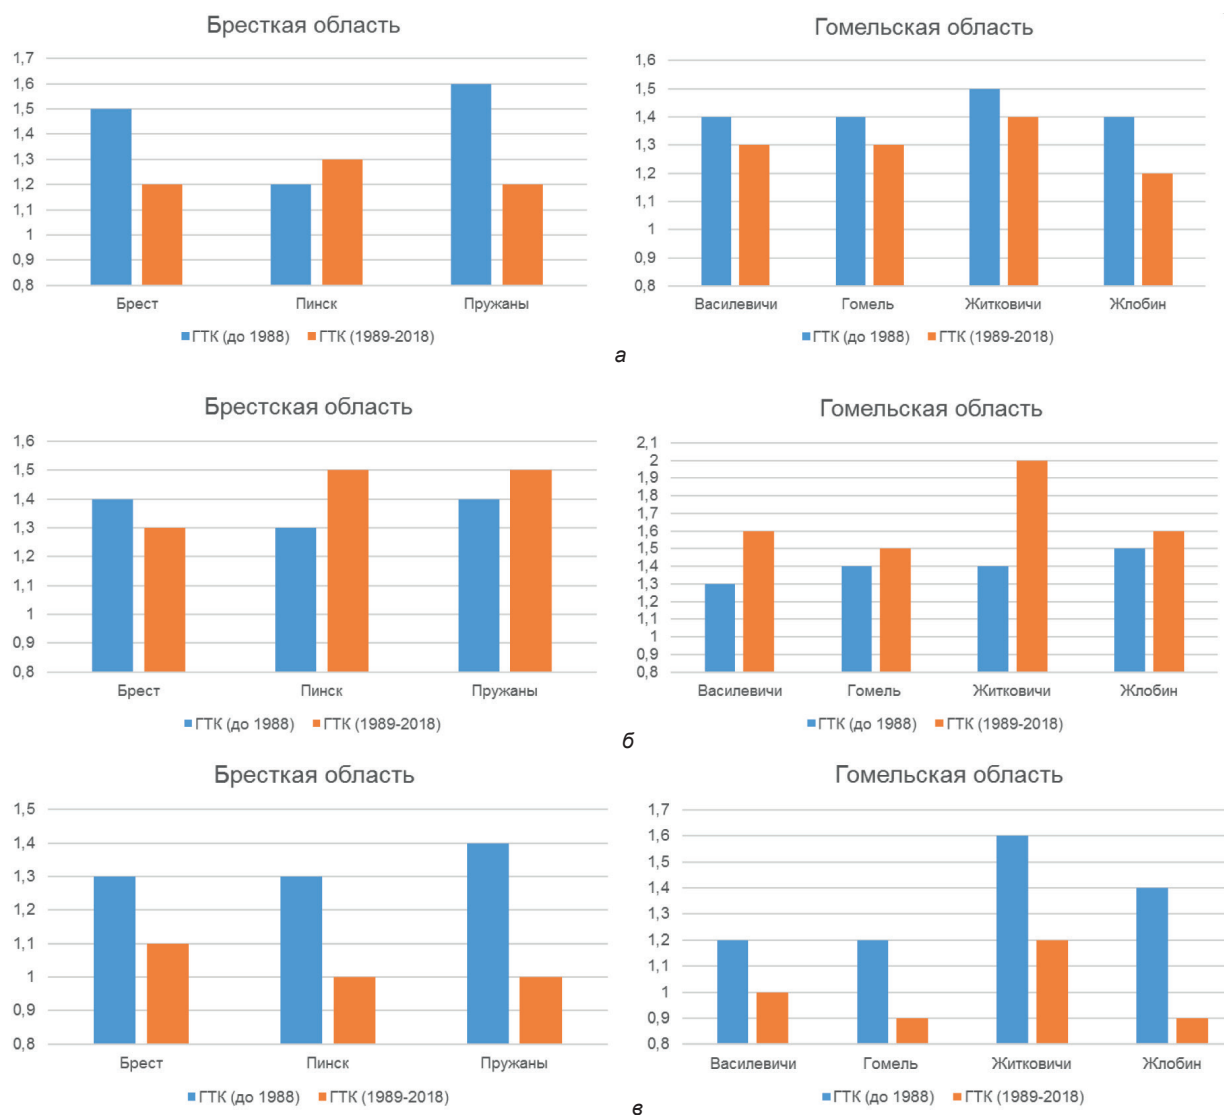 Бресткая область
1,7
1,6
1,5
1,4
1,3
1,2
1,1
1
0,9
0,8
Брест Пинск Пружаны
ГТК (до 1988) ГТК (1989-2018)
Гомельская область
1,6
1,5
1,4
1,3
1,2
1,1
1
0,9
0,8
Василевичи Гомель Житковичи Жлобин
ГТК (до 1988) ГТК (1989-2018)
а
Брестская область
1,6
1,5
1,4
1,3
1,2
1,1
1
0,9
0,8
Брест Пинск Пружаны
ГТК (до 1988) ГТК (1989-2018)
Гомельская область
2,1
2
1,9
1,8
1,7
1,6
1,5
1,4
1,3
1,2
1,1
1
0,9
0,8
Василевичи Гомель Житковичи Жлобин
ГТК (до 1988) ГТК (1989-2018)
б
Бресткая область
1,5
1,4
1,3
1,2
1,1
1
0,9
0,8
Брест Пинск Пружаны
ГТК (до 1988) ГТК (1989-2018)
Гомельская область
1,7
1,6
1,5
1,4
1,3
1,2
1,1
1
0,9
0,8
Василевичи Гомель Житковичи Жлобин
ГТК (до 1988) ГТК (1989-2018)
в